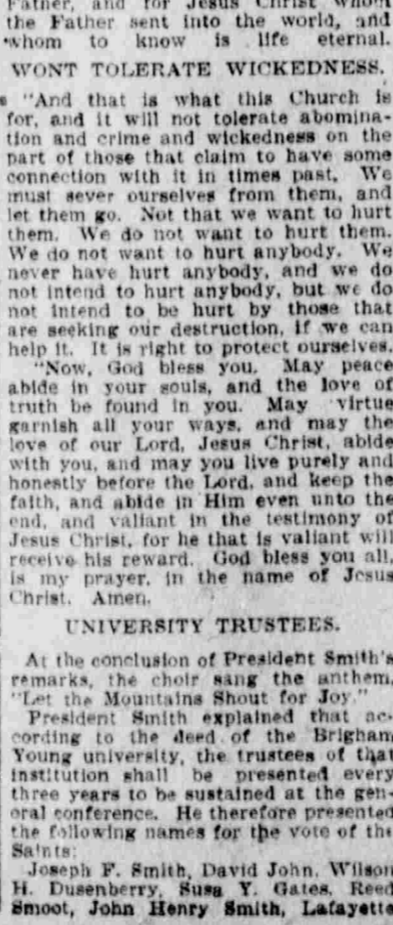 Father, and for Jesus Christ whom
the Father sent into the world, and
whom to know is life eternal.
WONT TOLERATE WICKEDNESS.
"And that is what this Church is
for, and it will not tolerate abomina-
tion and crime and wickedness on the
part of those that claim to have some
connection with it in times past. We
must sever ourselves from them, and
let them go. Not that we want to hurt
them. We do not want to hurt them.
We do not want to hurt anybody. We
never have hurt anybody, and we do
not intend to hurt anybody, but we do
not intend to be hurt by those that
are seeking our destruction, if we can
help it. It is right to protect ourselves.
"Now, God bless you. May peace
abide in your souls, and the love of
truth be found in you. May virtue
garnish all your ways, and may the
love of our Lord, Jesus Christ, abide
with you, and may you live purely and
honestly before the Lord, and keep the
faith, and abide in Him even unto the
end, and valiant in the testimony of
Jesus Christ, for he that is valiant will
receive his reward. God bless you all,
is my prayer, in the name of Jesus
Christ. Amen.
UNIVERSITY TRUSTEES.
At the conclusion of President Smith's
remarks, the choir sang the anthem,
"Let the Mountains Shout for Joy."
President Smith explained that ac-
cording to the deed of the Brigham
Young university, the trustees of that
institution shall be presented every
three years to be sustained at the gen-
eral conference. He therefore presented
the following names for the vote of the
Saints:
Joseph F. Smith, David John, Wilson
H. Dusenberry, Susa Y. Gates, Reed
Smoot, John Henry Smith, Lafayette